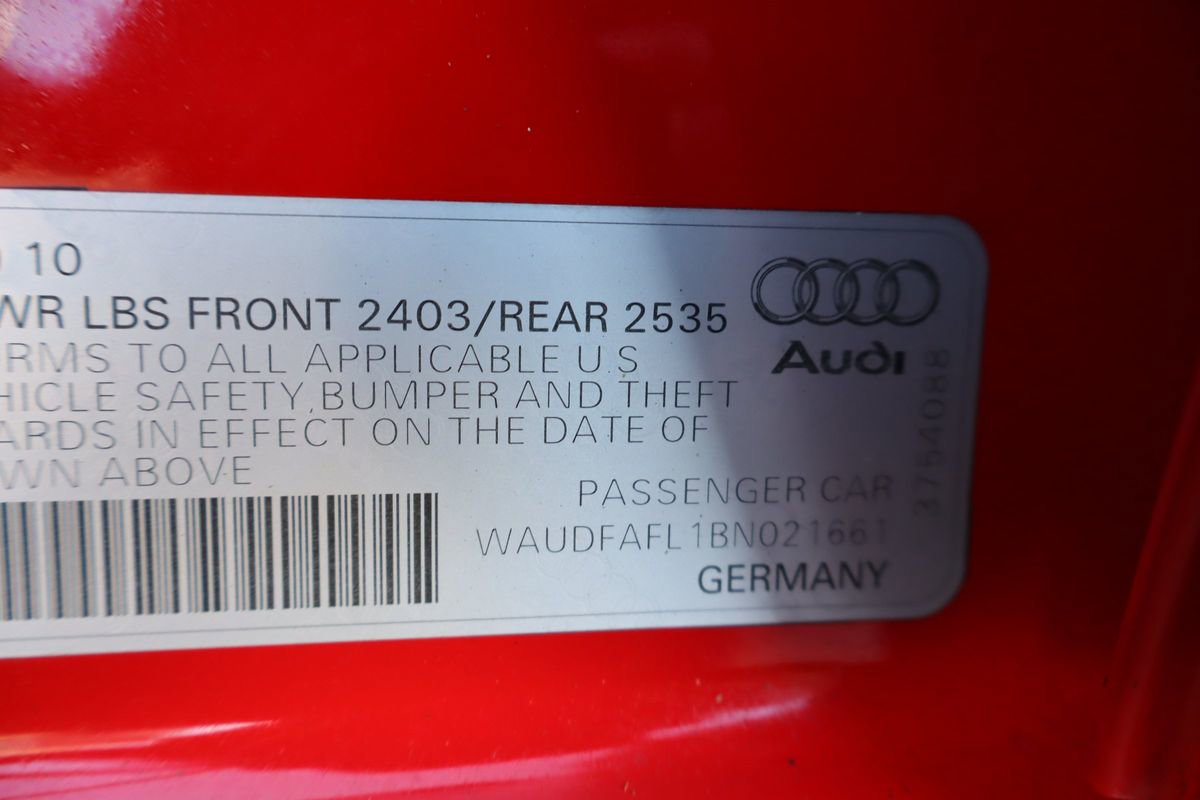 10
WR LBS FRONT 2403/REAR 2535
RMS TO ALL APPLICABLE U.S
HICLE SAFETY, BUMPER AND THEFT
ARDS IN EFFECT ON THE DATE OF
WN ABOVE
Audi
3754088
PASSENGER CAR
WAUDFAFL1BN021661
GERMANY